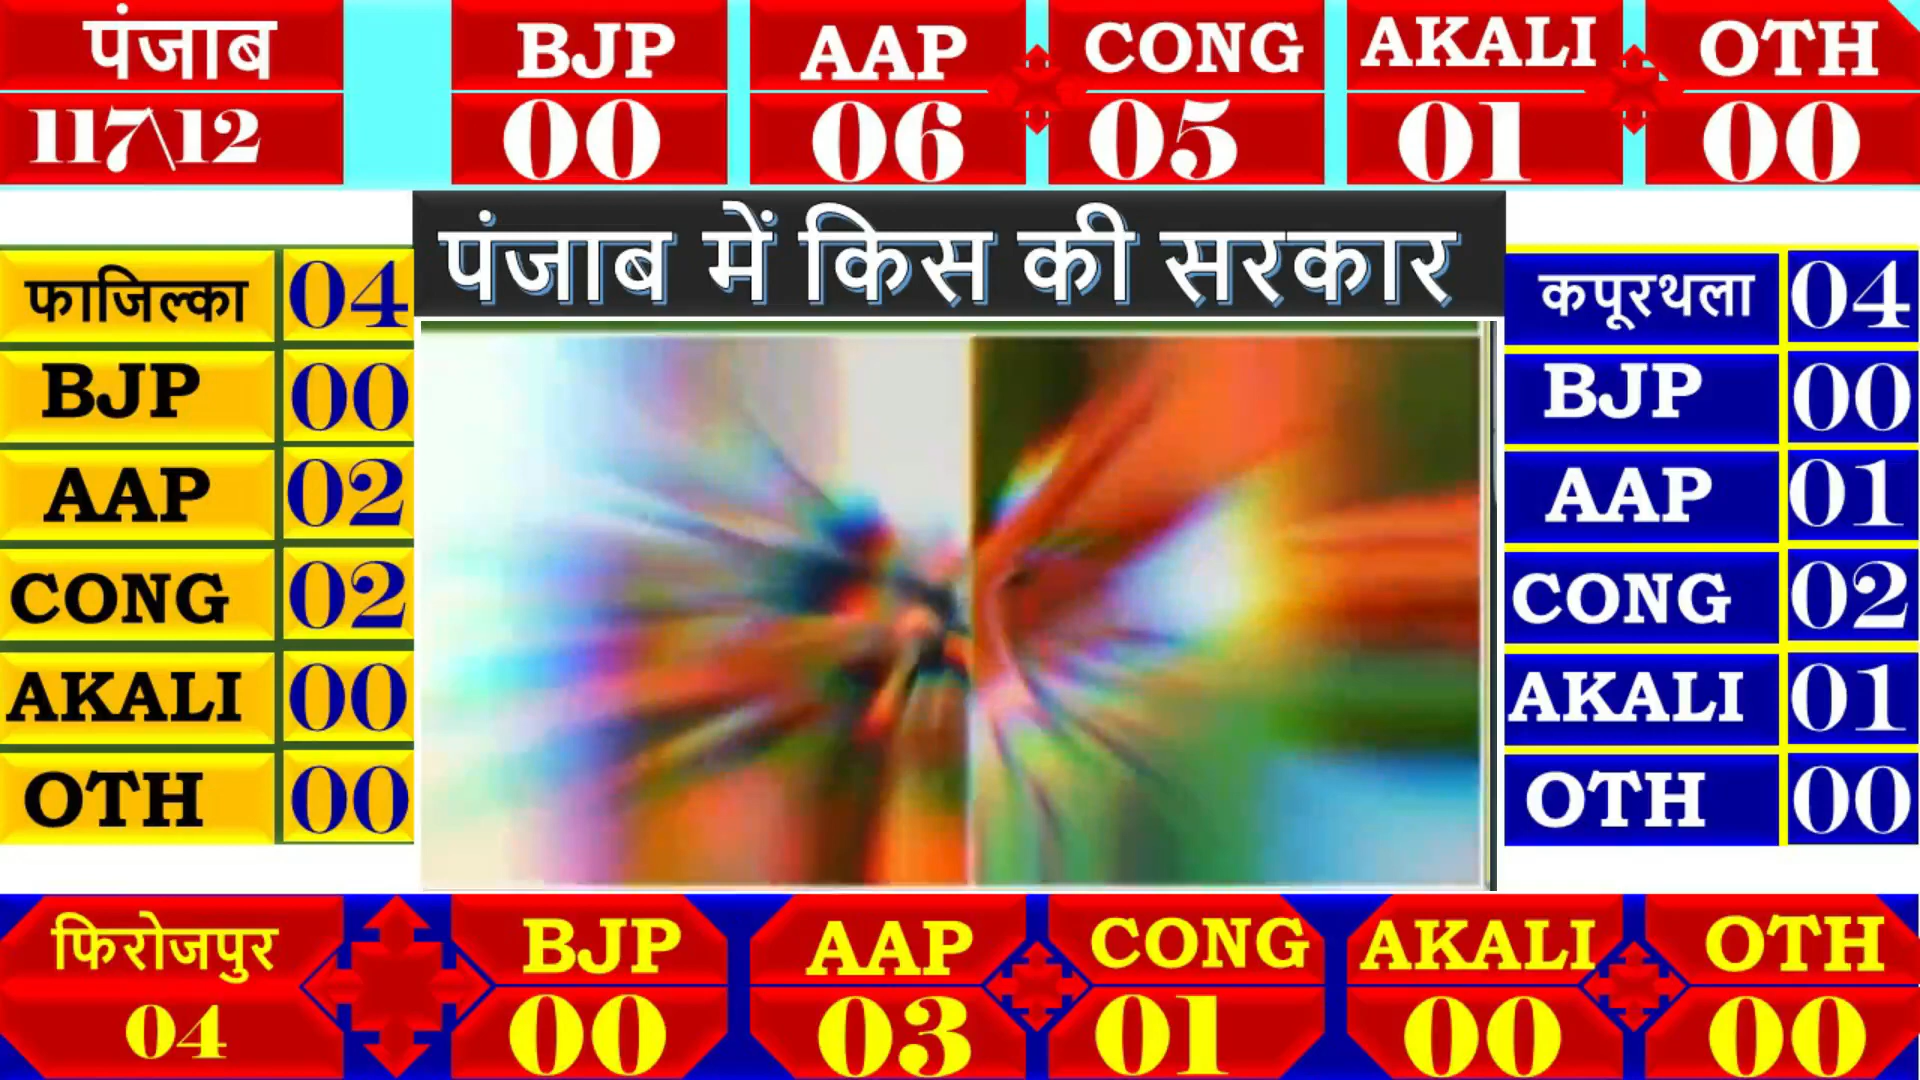 पंजाब BJP AAP CONG AKALI OTH
117\12 00 06 05 01 00
पंजाब में किस की सरकार
फाजिल्का 04
BJP 00
AAP 02
CONG 02
AKALI 00
OTH 00
कपूरथला 04
BJP 00
AAP 01
CONG 02
AKALI 01
OTH 00
फिरोजपुर BJP AAP CONG AKALI OTH
04 00 03 01 00 00